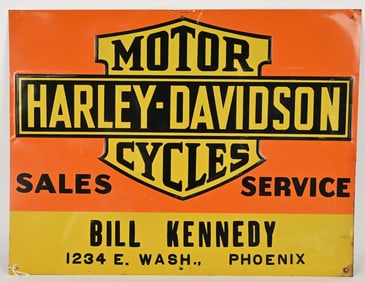 MOTOR
HARLEY-DAVIDSON
CYCLES
SALES SERVICE
BILL KENNEDY
1234 E. WASH., PHOENIX